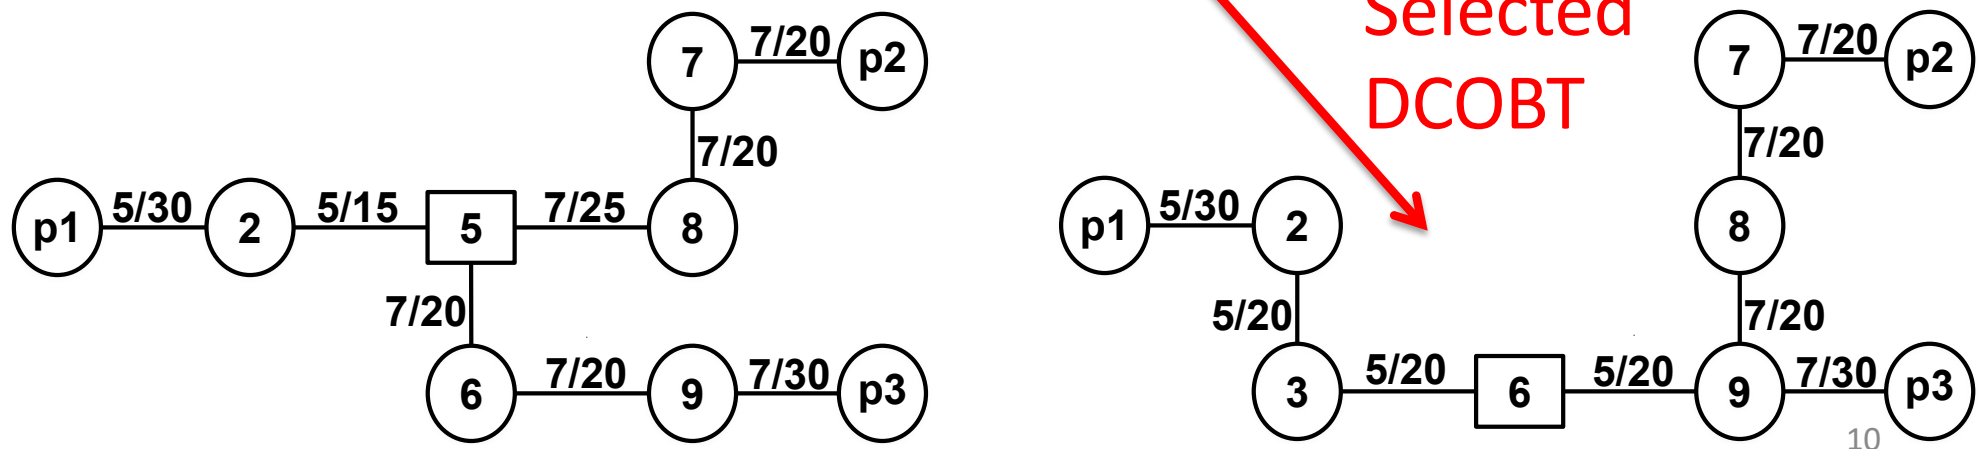 7 7/20 p2
7/20
p1 5/30 2 5/15 5 7/25 8
7/20
6 7/20 9 7/30 p3
Selected
DCOBT
7 7/20 p2
7/20
p1 5/30 2
8
5/20
7/20
3 5/20 6 5/20 9 7/30 p3
10